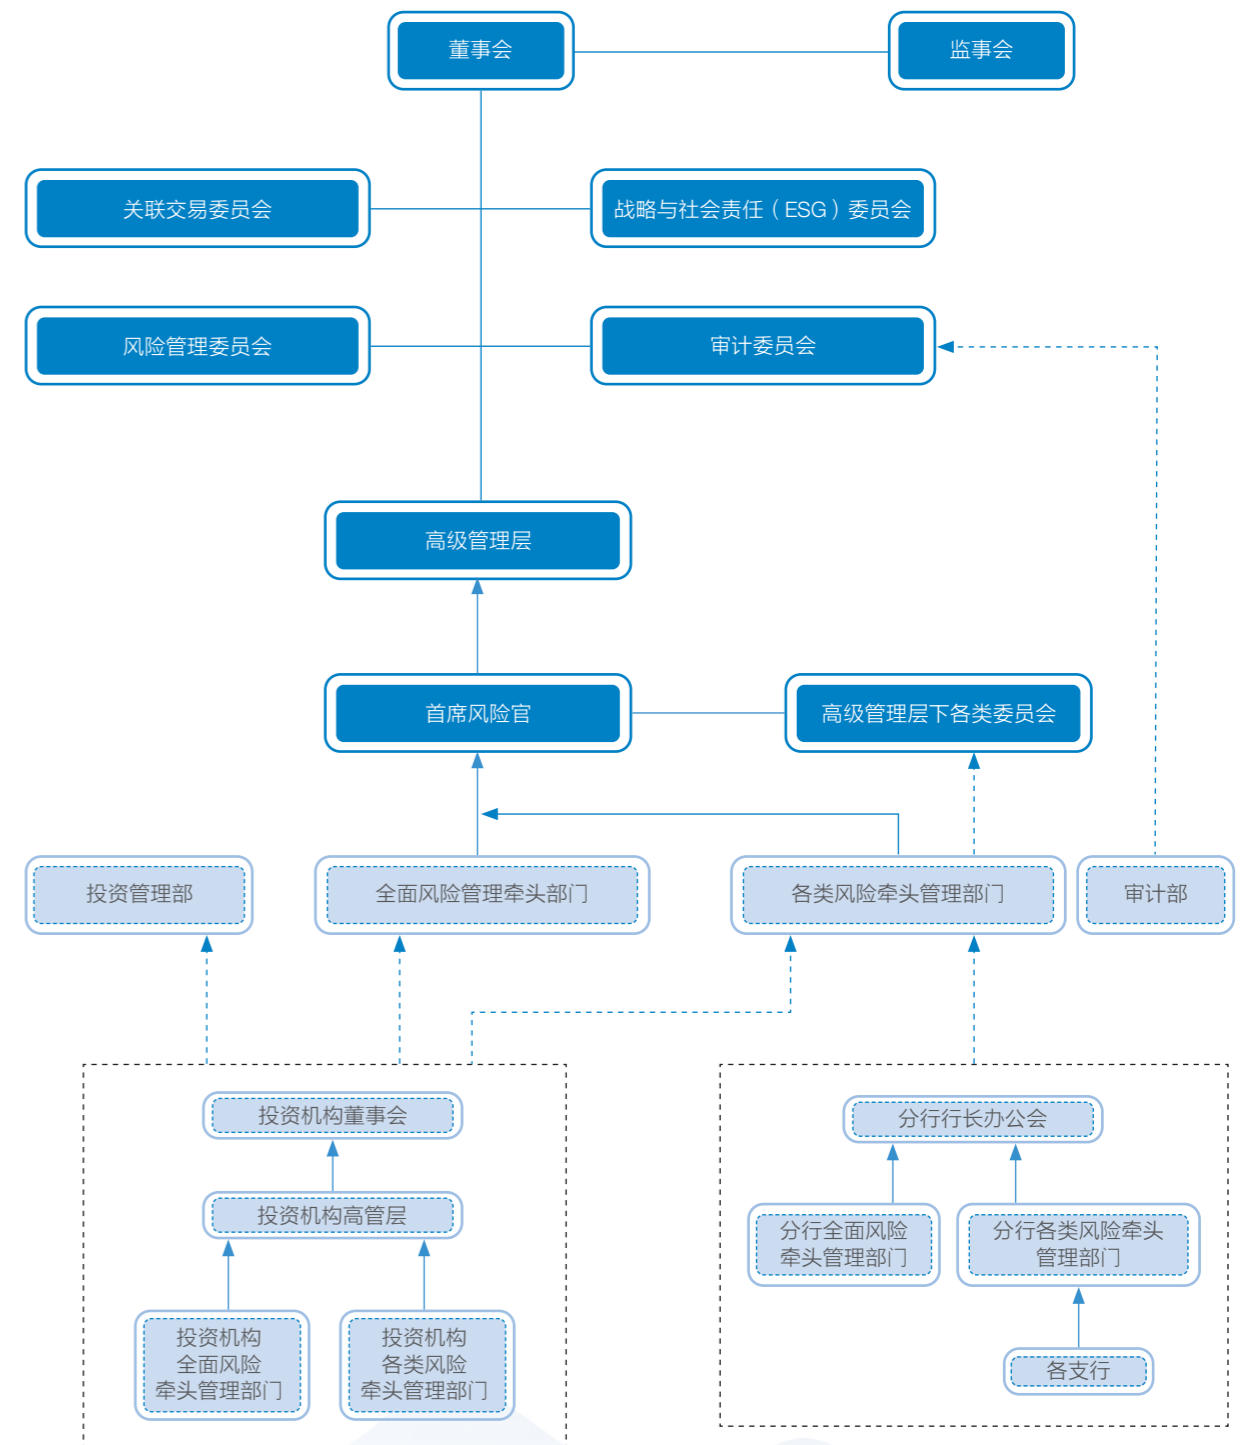 董事会
监事会
关联交易委员会
战略与社会责任（ESG）委员会
风险管理委员会
审计委员会
高级管理层
首席风险官
高级管理层下各类委员会
投资管理部
全面风险管理牵头部门
各类风险牵头管理部门
审计部
投资机构董事会
分行行长办公会
投资机构高管层
分行全面风险
牵头管理部门
分行各类风险牵头
管理部门
投资机构
全面风险
牵头管理部门
投资机构
各类风险
牵头管理部门
各支行